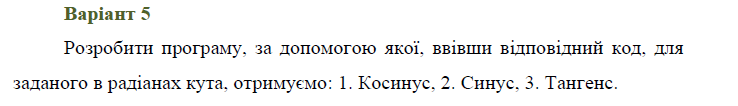 Варіант 5
Розробити програму, за допомогою якої, ввівши відповідний код, для
заданого в радіанах кута, отримуємо: 1. Косинус, 2. Синус, 3. Тангенс.